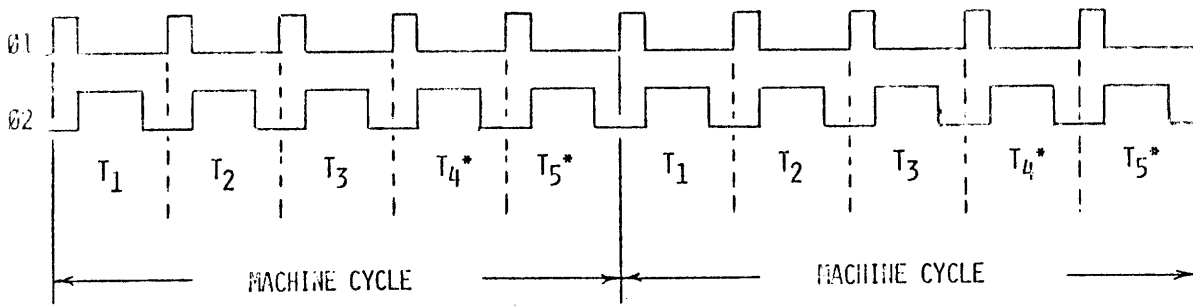 Ø1
Ø2
T1 T2 T3 T4* T5* T1 T2 T3 T4* T5*
MACHINE CYCLE MACHINE CYCLE